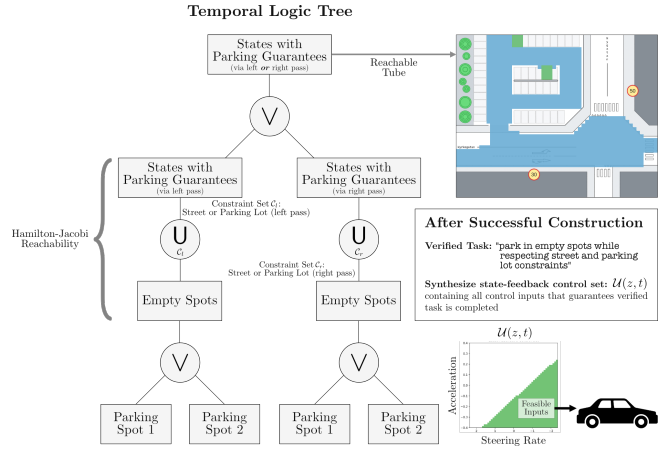 Temporal Logic Tree
States with
Parking Guarantees
(via left or right pass)
Reachable
Tube
50
30
⋁
States with
Parking Guarantees
(via left pass)
States with
Parking Guarantees
(via right pass)
Constraint Set 𝒞ₗ:
Street or Parking Lot (left pass)
Hamilton-Jacobi
Reachability
U
𝒞ₗ
U
𝒞ᵣ
Constraint Set 𝒞ᵣ:
Street or Parking Lot (right pass)
Empty Spots
Empty Spots
⋁
⋁
Parking
Spot 1
Parking
Spot 2
Parking
Spot 1
Parking
Spot 2
After Successful Construction
Verified Task: "park in empty spots while
respecting street and parking
lot constraints"
Synthesize state-feedback control set: 𝒰(z, t)
containing all control inputs that guarantees verified
task is completed
𝒰(z, t)
Acceleration
Feasible
Inputs
Steering Rate